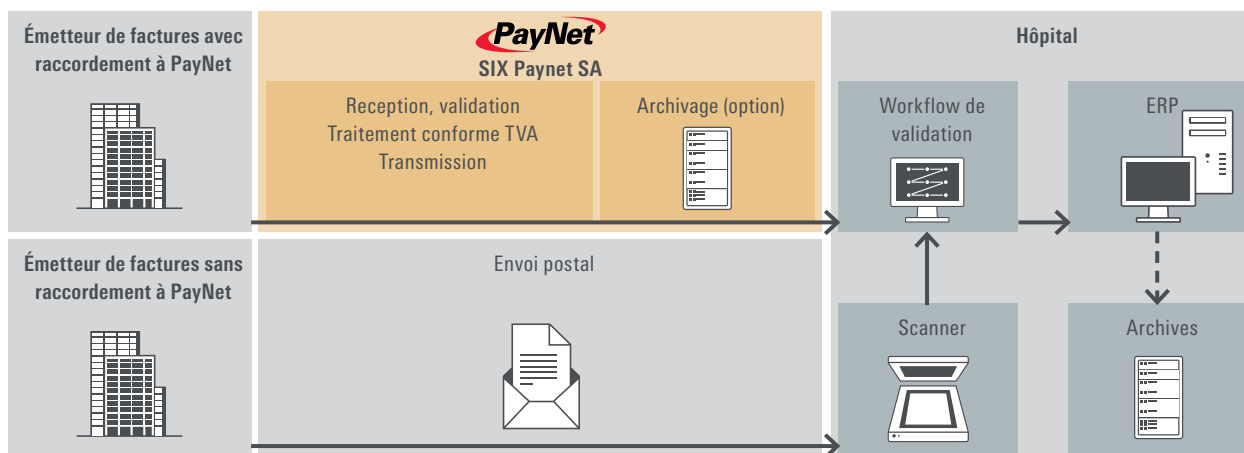 Émetteur de factures avec
raccordement à PayNet
PayNet
SIX Paynet SA
Reception, validation
Traitement conforme TVA
Transmission
Archivage (option)
Hôpital
Workflow de
validation
ERP
Émetteur de factures sans
raccordement à PayNet
Envoi postal
Scanner
Archives